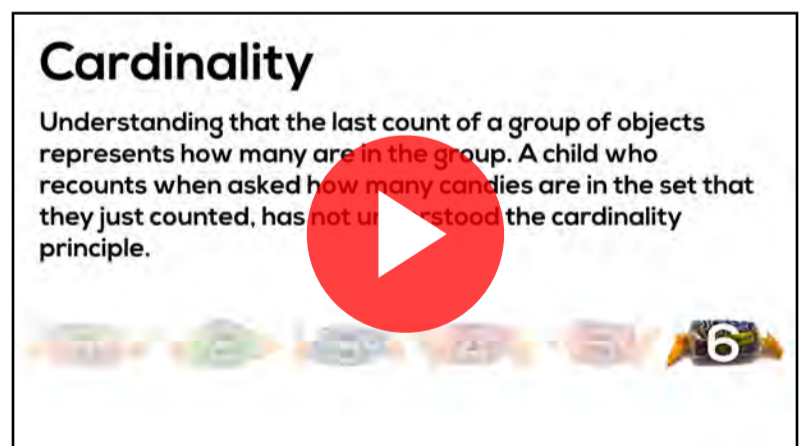 Cardinality
Understanding that the last count of a group of objects
represents how many are in the group. A child who
recounts when asked how many candies are in the set that
they just counted, has not understood the cardinality
principle.
6